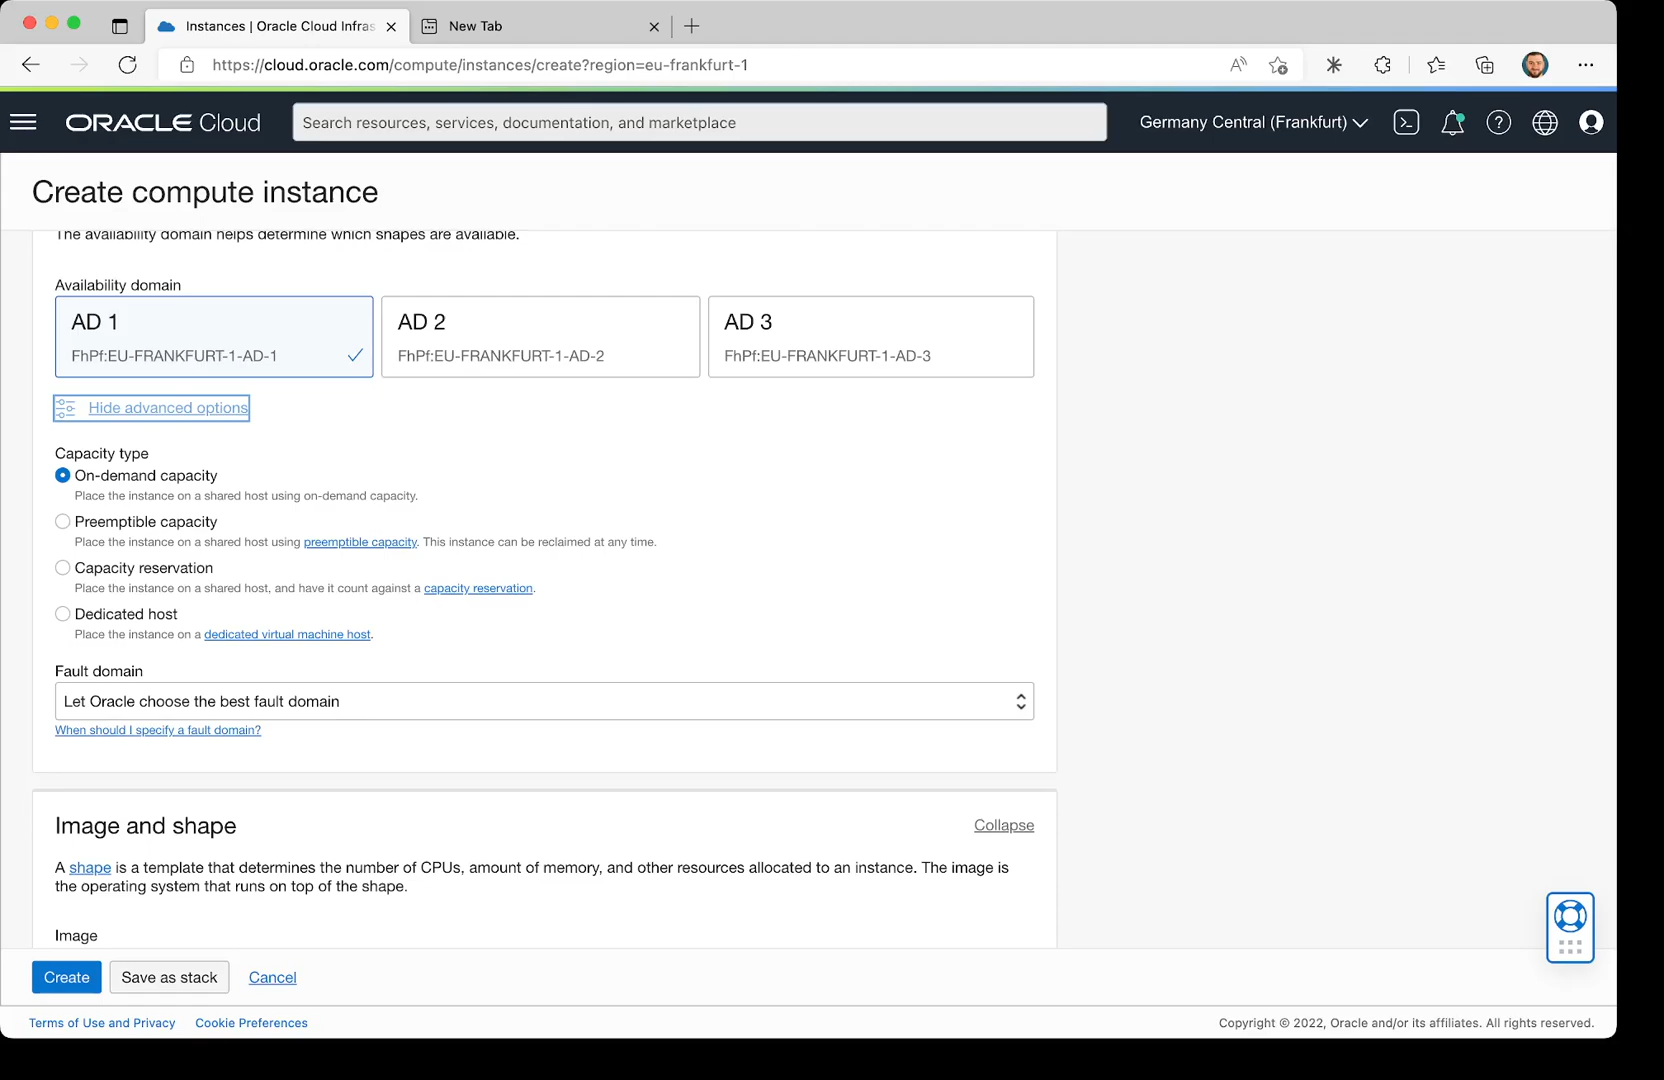 Instances | Oracle Cloud Infras
New Tab
https://cloud.oracle.com/compute/instances/create?region=eu-frankfurt-1
ORACLE Cloud
Search resources, services, documentation, and marketplace
Germany Central (Frankfurt)
Create compute instance
The availability domain helps determine which shapes are available.
Availability domain
AD 1
FhPf:EU-FRANKFURT-1-AD-1
AD 2
FhPf:EU-FRANKFURT-1-AD-2
AD 3
FhPf:EU-FRANKFURT-1-AD-3
Hide advanced options
Capacity type
On-demand capacity
Place the instance on a shared host using on-demand capacity.
Preemptible capacity
Place the instance on a shared host using preemptible capacity. This instance can be reclaimed at any time.
Capacity reservation
Place the instance on a shared host, and have it count against a capacity reservation.
Dedicated host
Place the instance on a dedicated virtual machine host.
Fault domain
Let Oracle choose the best fault domain
When should I specify a fault domain?
Image and shape
Collapse
A shape is a template that determines the number of CPUs, amount of memory, and other resources allocated to an instance. The image is
the operating system that runs on top of the shape.
Image
Create
Save as stack
Cancel
Terms of Use and Privacy
Cookie Preferences
Copyright © 2022, Oracle and/or its affiliates. All rights reserved.